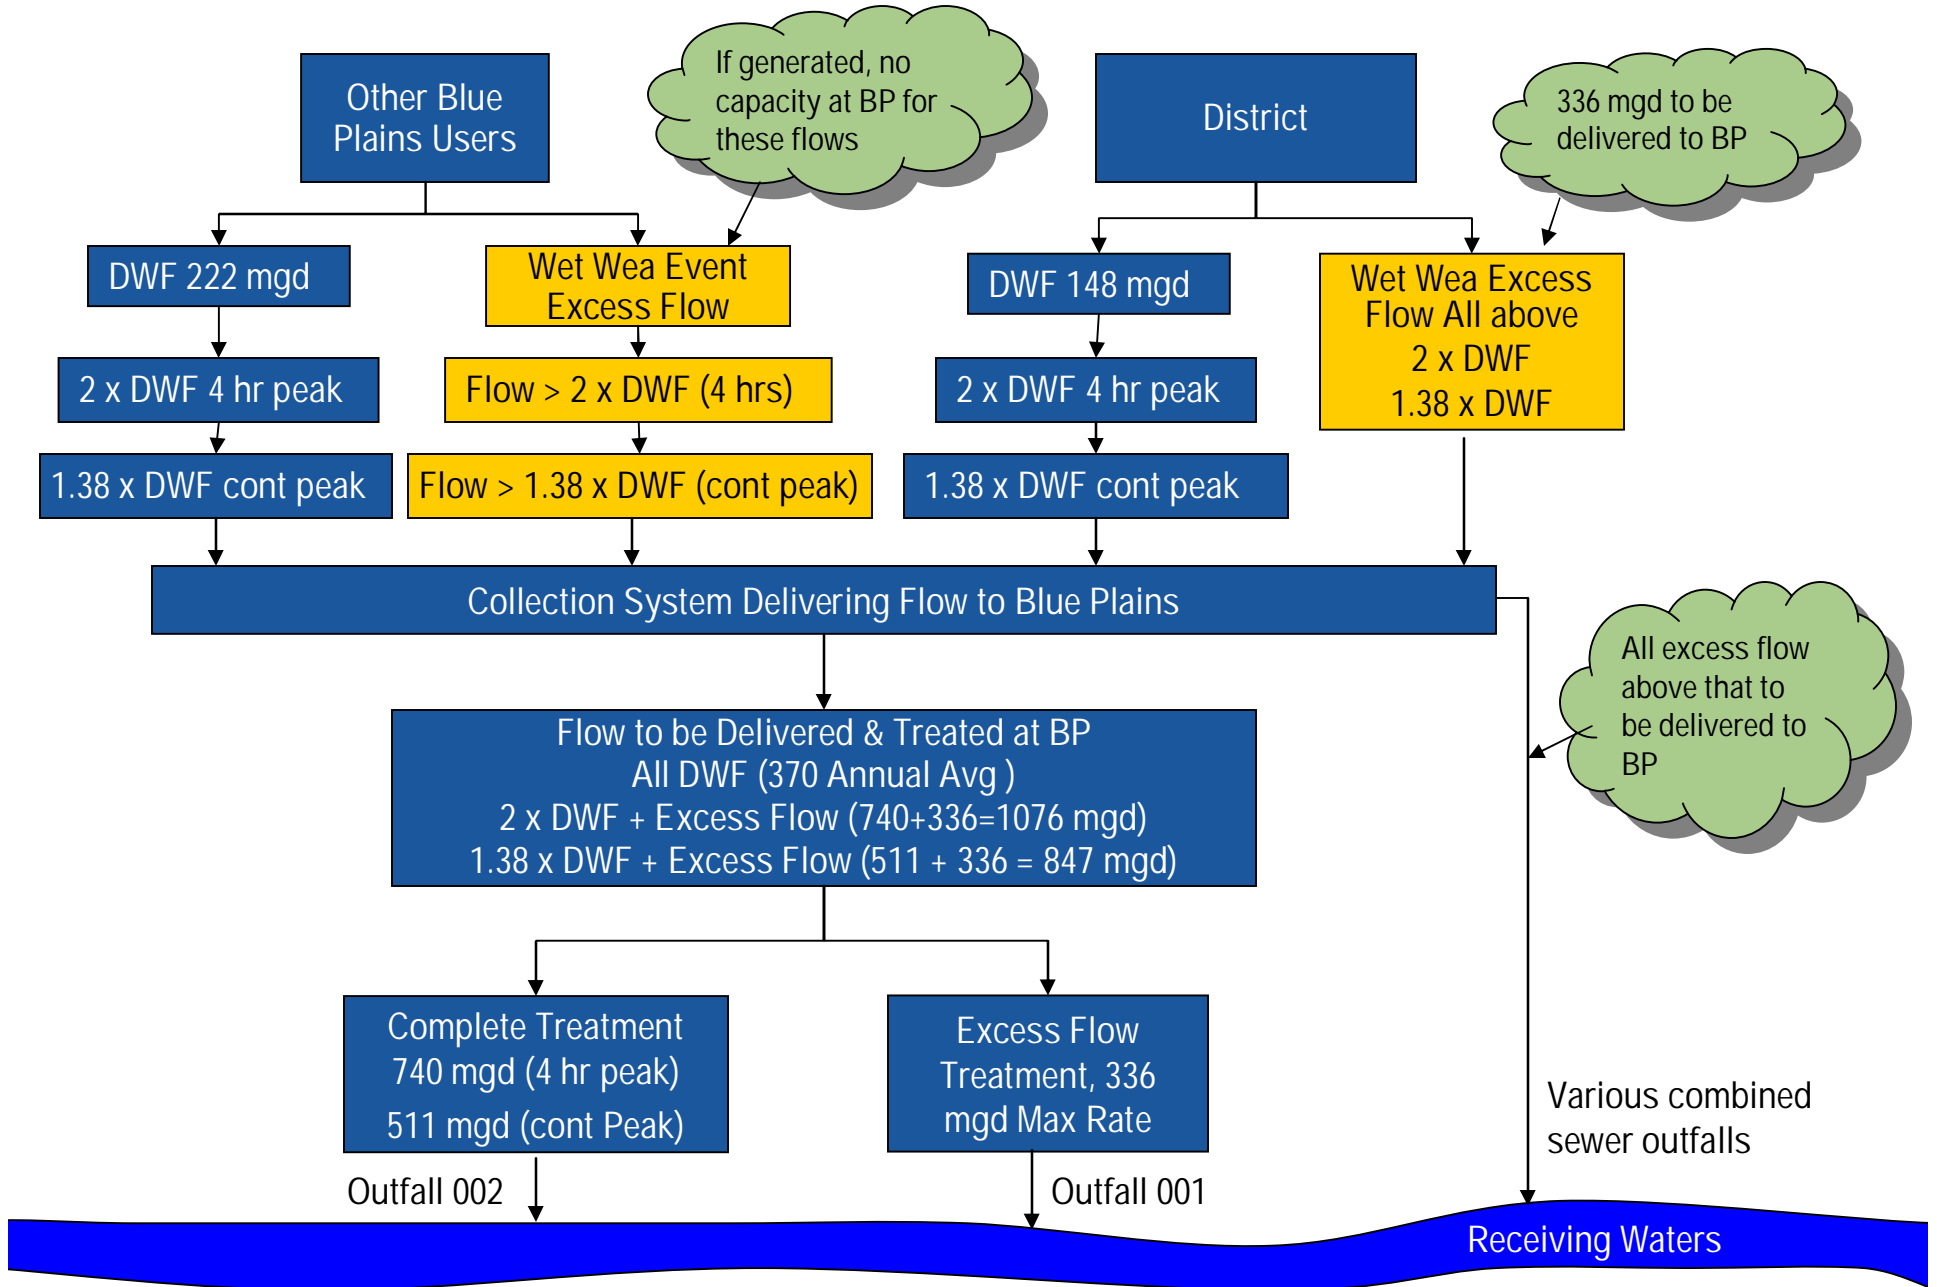 Other Blue
Plains Users
If generated, no
capacity at BP for
these flows
District
336 mgd to be
delivered to BP
DWF 222 mgd
Wet Wea Event
Excess Flow
DWF 148 mgd
Wet Wea Excess
Flow All above
2 x DWF
1.38 x DWF
2 x DWF 4 hr peak
Flow > 2 x DWF (4 hrs)
2 x DWF 4 hr peak
1.38 x DWF cont peak
Flow > 1.38 x DWF (cont peak)
1.38 x DWF cont peak
Collection System Delivering Flow to Blue Plains
All excess flow
above that to
be delivered to
BP
Flow to be Delivered & Treated at BP
All DWF (370 Annual Avg )
2 x DWF + Excess Flow (740+336=1076 mgd)
1.38 x DWF + Excess Flow (511 + 336 = 847 mgd)
Complete Treatment
740 mgd (4 hr peak)
511 mgd (cont Peak)
Excess Flow
Treatment, 336
mgd Max Rate
Various combined
sewer outfalls
Outfall 002
Outfall 001
Receiving Waters